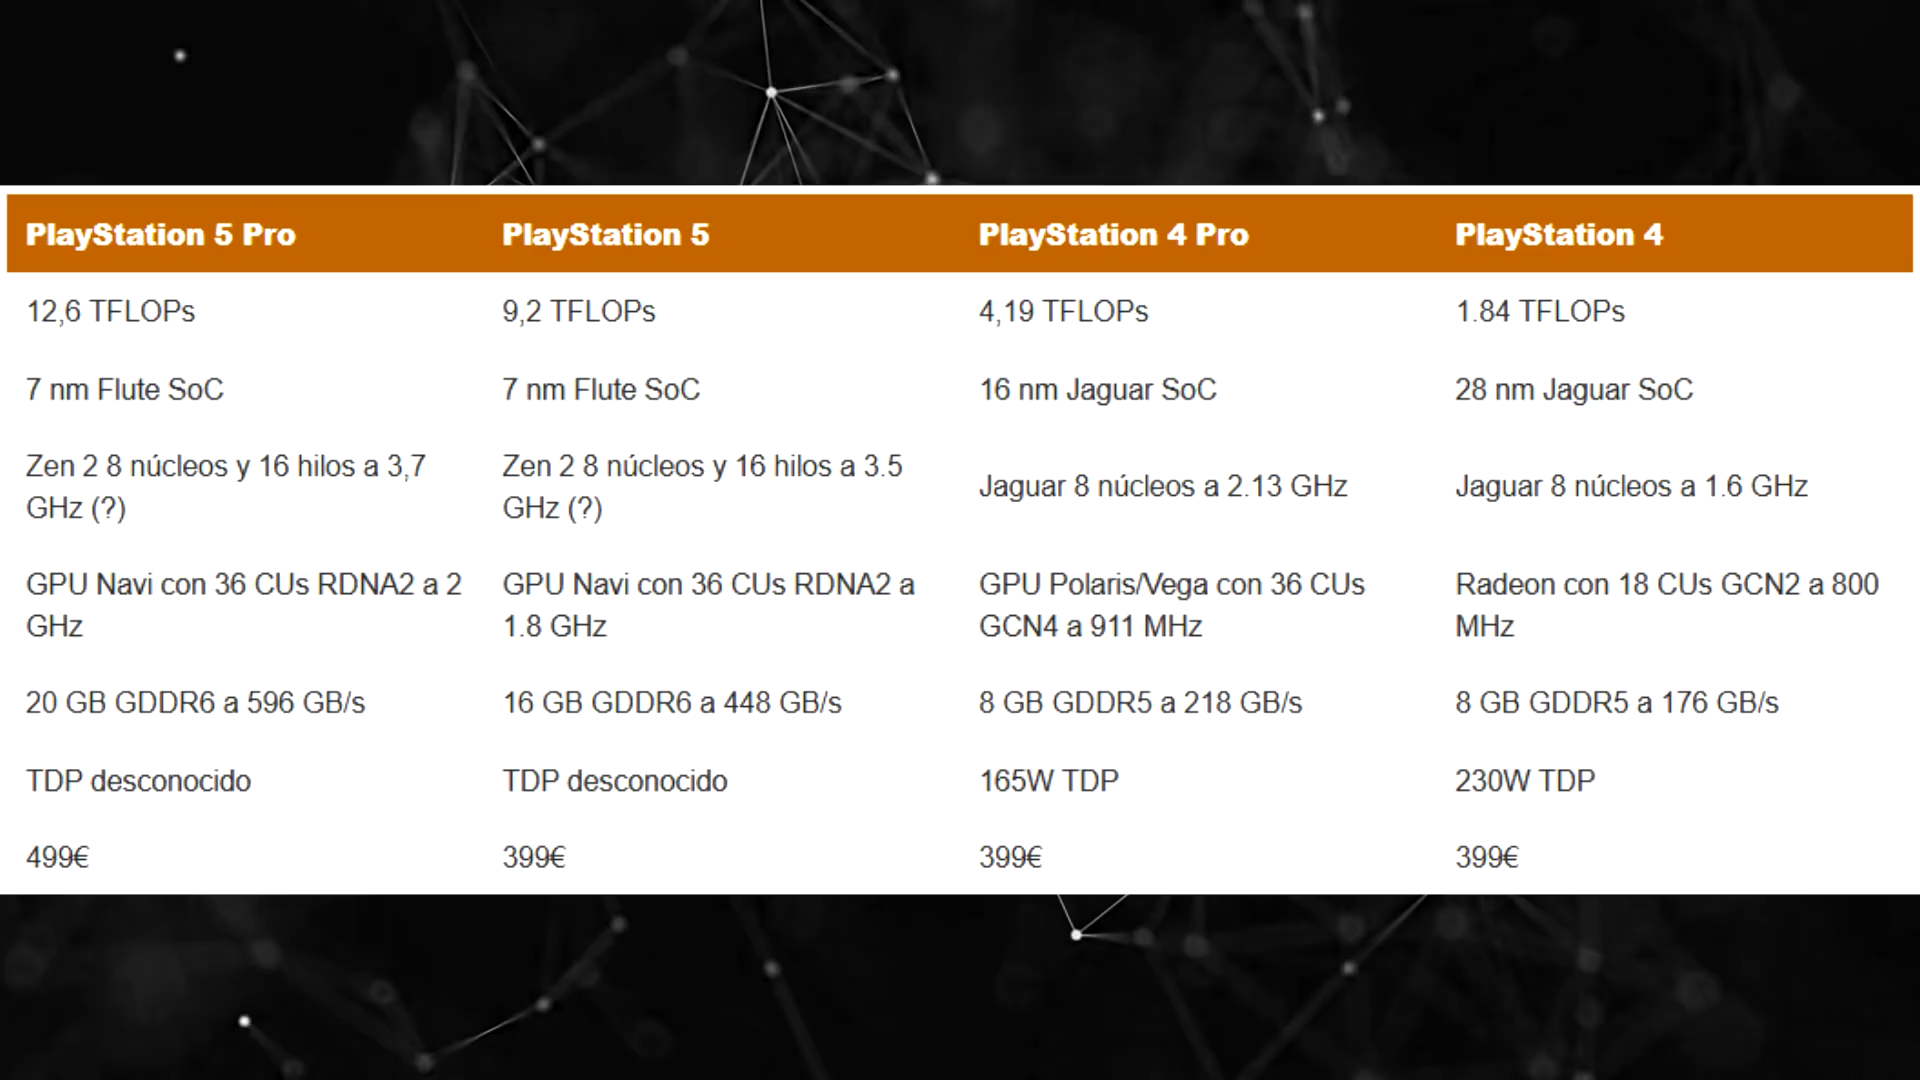 PlayStation 5 Pro PlayStation 5 PlayStation 4 Pro PlayStation 4
12,6 TFLOPs 9,2 TFLOPs 4,19 TFLOPs 1.84 TFLOPs
7 nm Flute SoC 7 nm Flute SoC 16 nm Jaguar SoC 28 nm Jaguar SoC
Zen 2 8 núcleos y 16 hilos a 3,7
GHz (?)
Zen 2 8 núcleos y 16 hilos a 3.5
GHz (?)
Jaguar 8 núcleos a 2.13 GHz
Jaguar 8 núcleos a 1.6 GHz
GPU Navi con 36 CUs RDNA2 a 2
GHz
GPU Navi con 36 CUs RDNA2 a
1.8 GHz
GPU Polaris/Vega con 36 CUs
GCN4 a 911 MHz
Radeon con 18 CUs GCN2 a 800
MHz
20 GB GDDR6 a 596 GB/s 16 GB GDDR6 a 448 GB/s 8 GB GDDR5 a 218 GB/s 8 GB GDDR5 a 176 GB/s
TDP desconocido TDP desconocido 165W TDP 230W TDP
499€ 399€ 399€ 399€